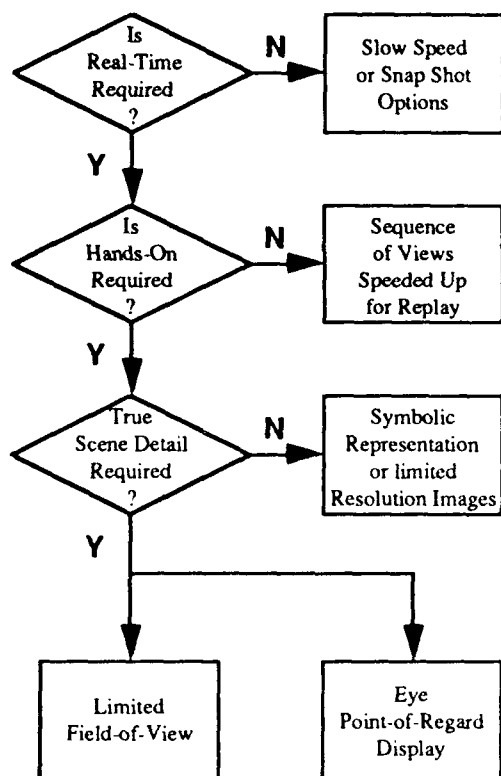 Is
Real-Time
Required
?
N
Slow Speed
or Snap Shot
Options
Y
Is
Hands-On
Required
?
N
Sequence
of Views
Speeded Up
for Replay
Y
True
Scene Detail
Required
?
N
Symbolic
Representation
or limited
Resolution Images
Y
Limited
Field-of-View
Eye
Point-of-Regard
Display